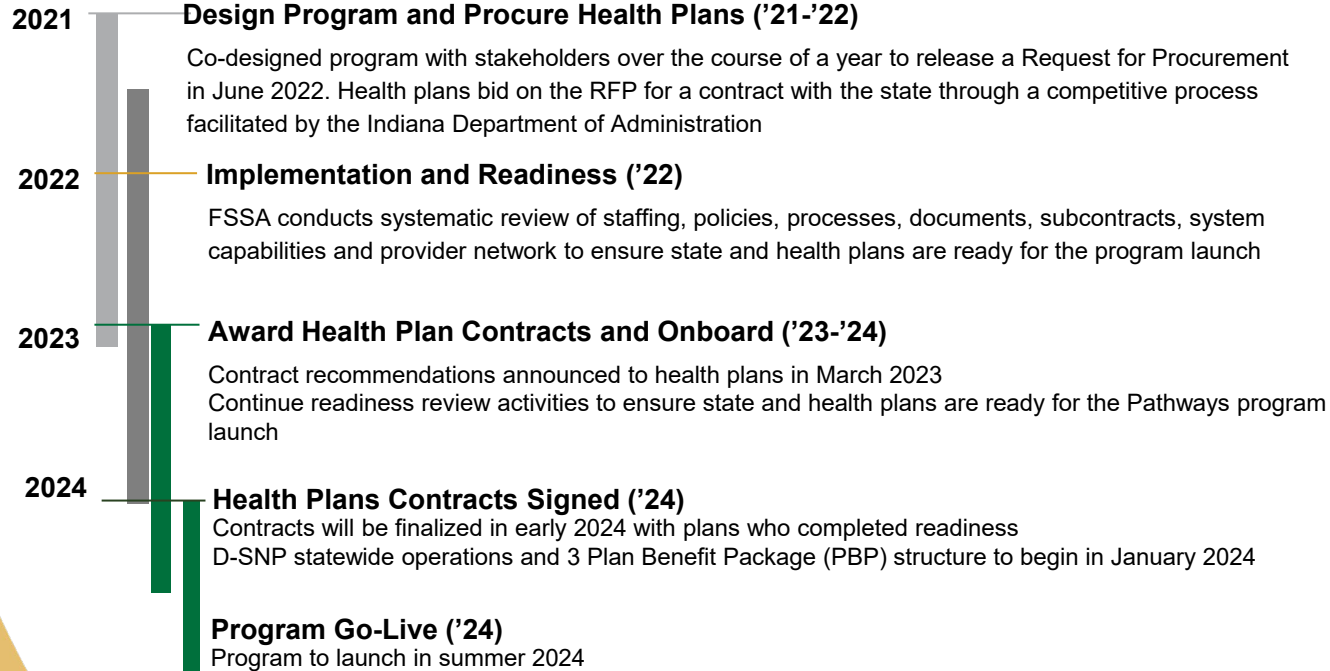 2021
Design Program and Procure Health Plans (’21-’22)
Co-designed program with stakeholders over the course of a year to release a Request for Procurement
in June 2022. Health plans bid on the RFP for a contract with the state through a competitive process
facilitated by the Indiana Department of Administration
2022
Implementation and Readiness (’22)
FSSA conducts systematic review of staffing, policies, processes, documents, subcontracts, system
capabilities and provider network to ensure state and health plans are ready for the program launch
2023
Award Health Plan Contracts and Onboard (’23-’24)
Contract recommendations announced to health plans in March 2023
Continue readiness review activities to ensure state and health plans are ready for the Pathways program
launch
2024
Health Plans Contracts Signed (’24)
Contracts will be finalized in early 2024 with plans who completed readiness
D-SNP statewide operations and 3 Plan Benefit Package (PBP) structure to begin in January 2024
Program Go-Live (’24)
Program to launch in summer 2024